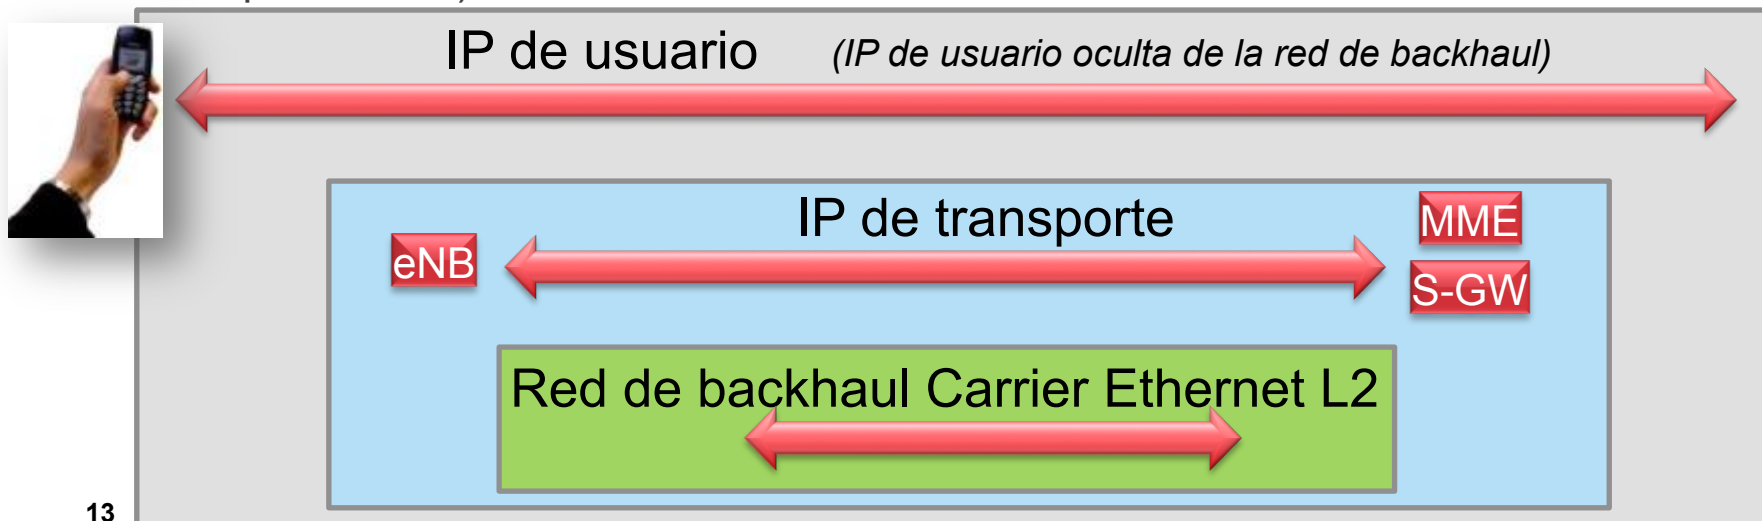 IP de usuario (IP de usuario oculta de la red de backhaul)
IP de transporte
MME
eNB
S-GW
Red de backhaul Carrier Ethernet L2
13